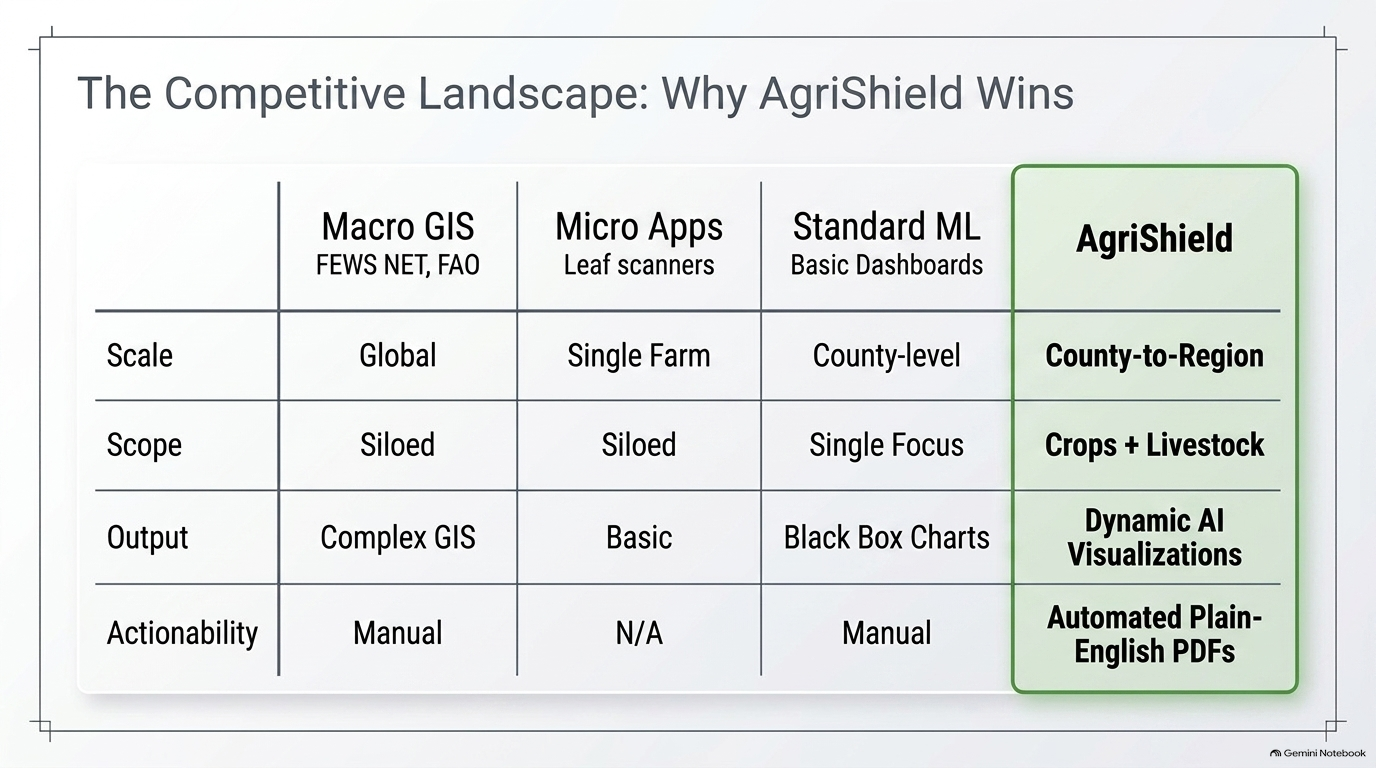 The Competitive Landscape: Why AgriShield Wins
Macro GIS
FEWS NET, FAO
Micro Apps
Leaf scanners
Standard ML
Basic Dashboards
AgriShield
Scale
Global
Single Farm
County-level
County-to-Region
Scope
Siloed
Siloed
Single Focus
Crops + Livestock
Output
Complex GIS
Basic
Black Box Charts
Dynamic AI
Visualizations
Actionability
Manual
N/A
Manual
Automated Plain-
English PDFs
Gemini Notebook